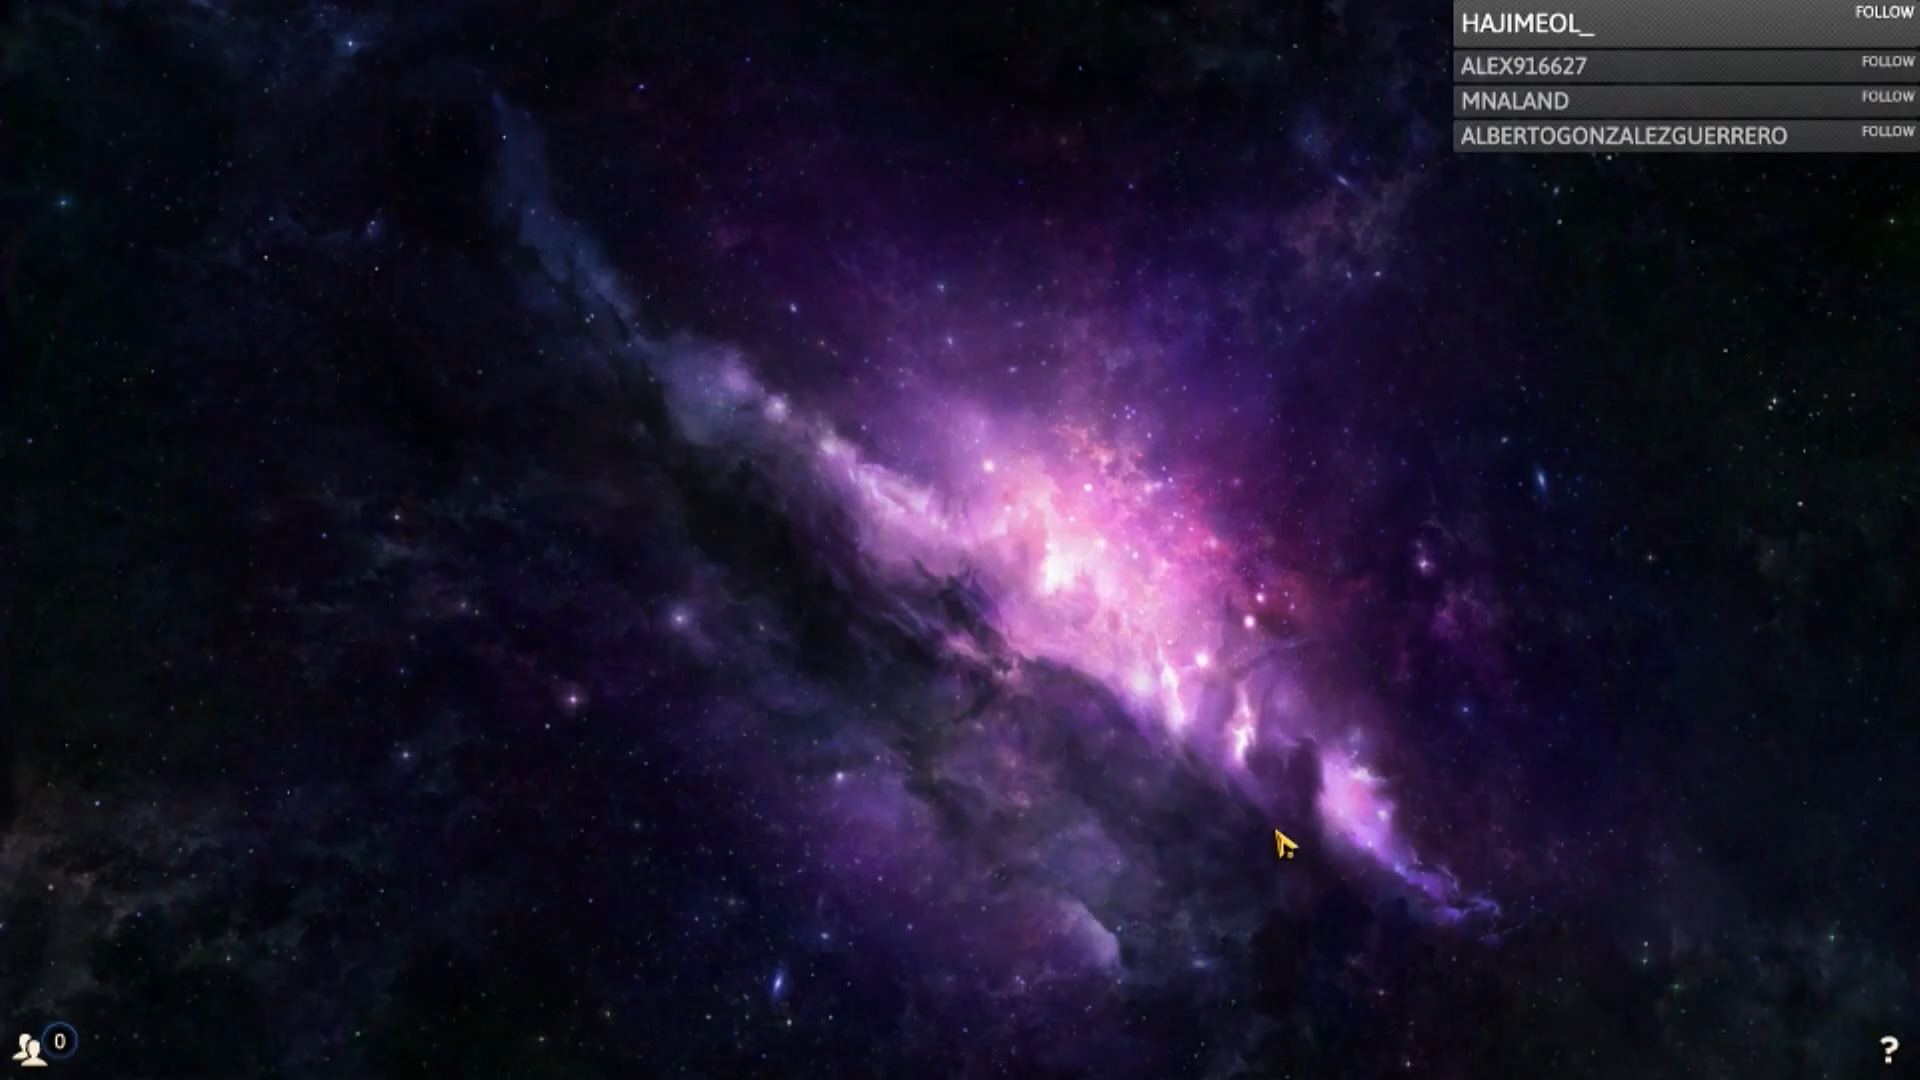 HAJIMEOL_ FOLLOW
ALEX916627 FOLLOW
MNALAND FOLLOW
ALBERTOGONZALEZGUERRERO FOLLOW
0
?